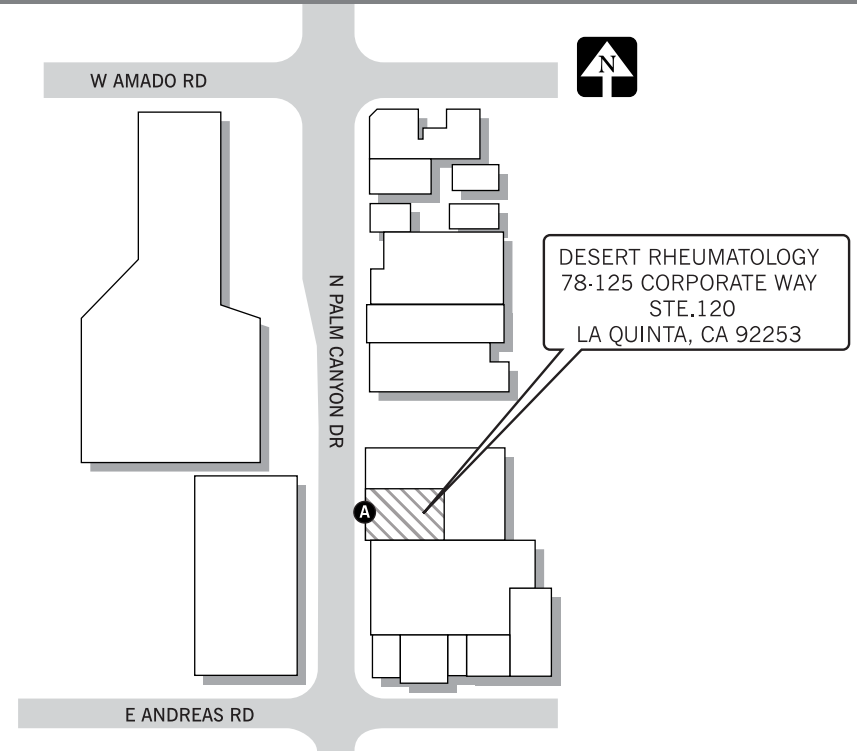 W AMADO RD
N
N PALM CANYON DR
DESERT RHEUMATOLOGY
78-125 CORPORATE WAY
STE.120
LA QUINTA, CA 92253
A
E ANDREAS RD